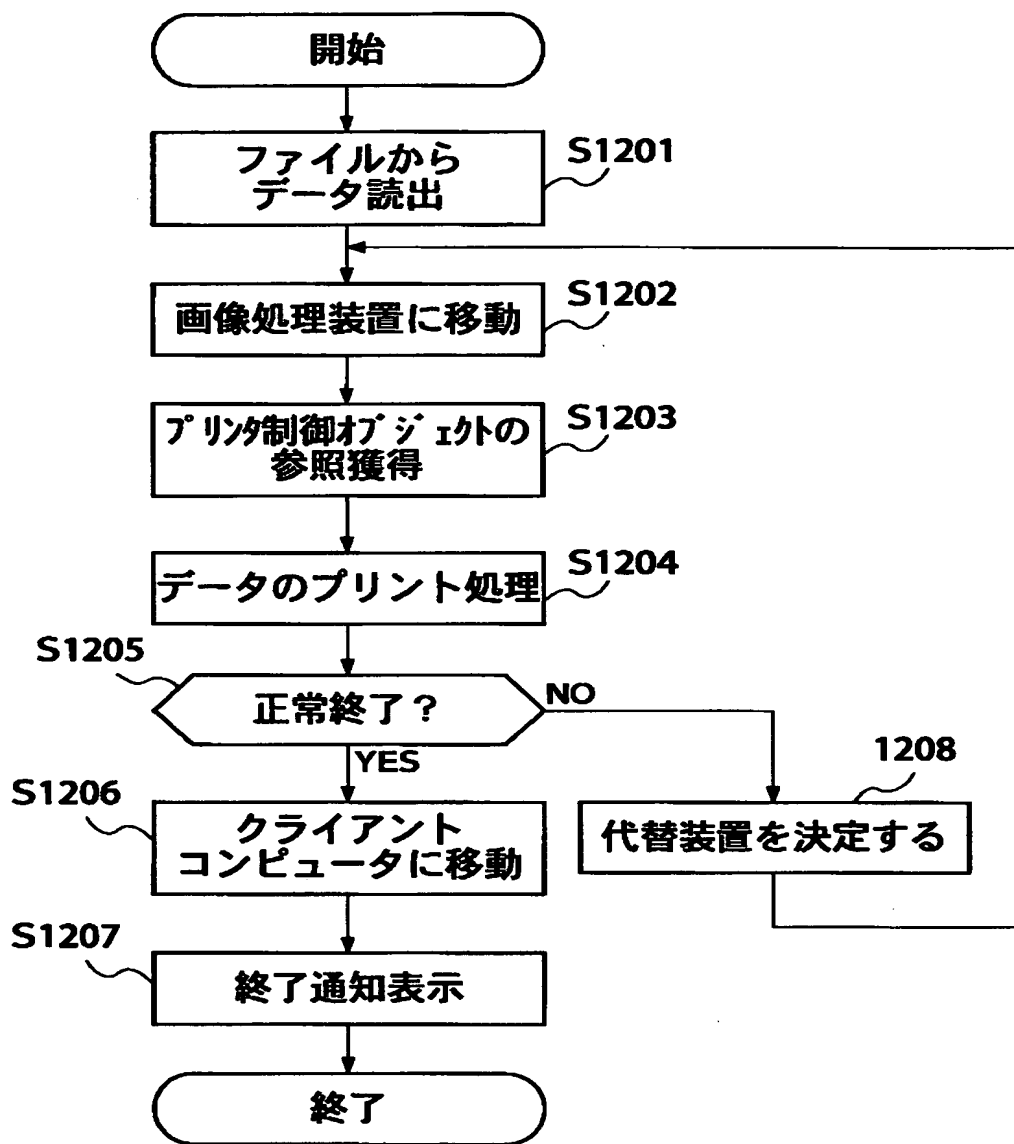 開始
ファイルから
データ読出
S1201
画像処理装置に移動
S1202
プリンタ制御オブジェクトの
参照獲得
S1203
データのプリント処理
S1204
S1205
正常終了?
NO
YES
1208
代替装置を決定する
S1206
クライアント
コンピュータに移動
S1207
終了通知表示
終了